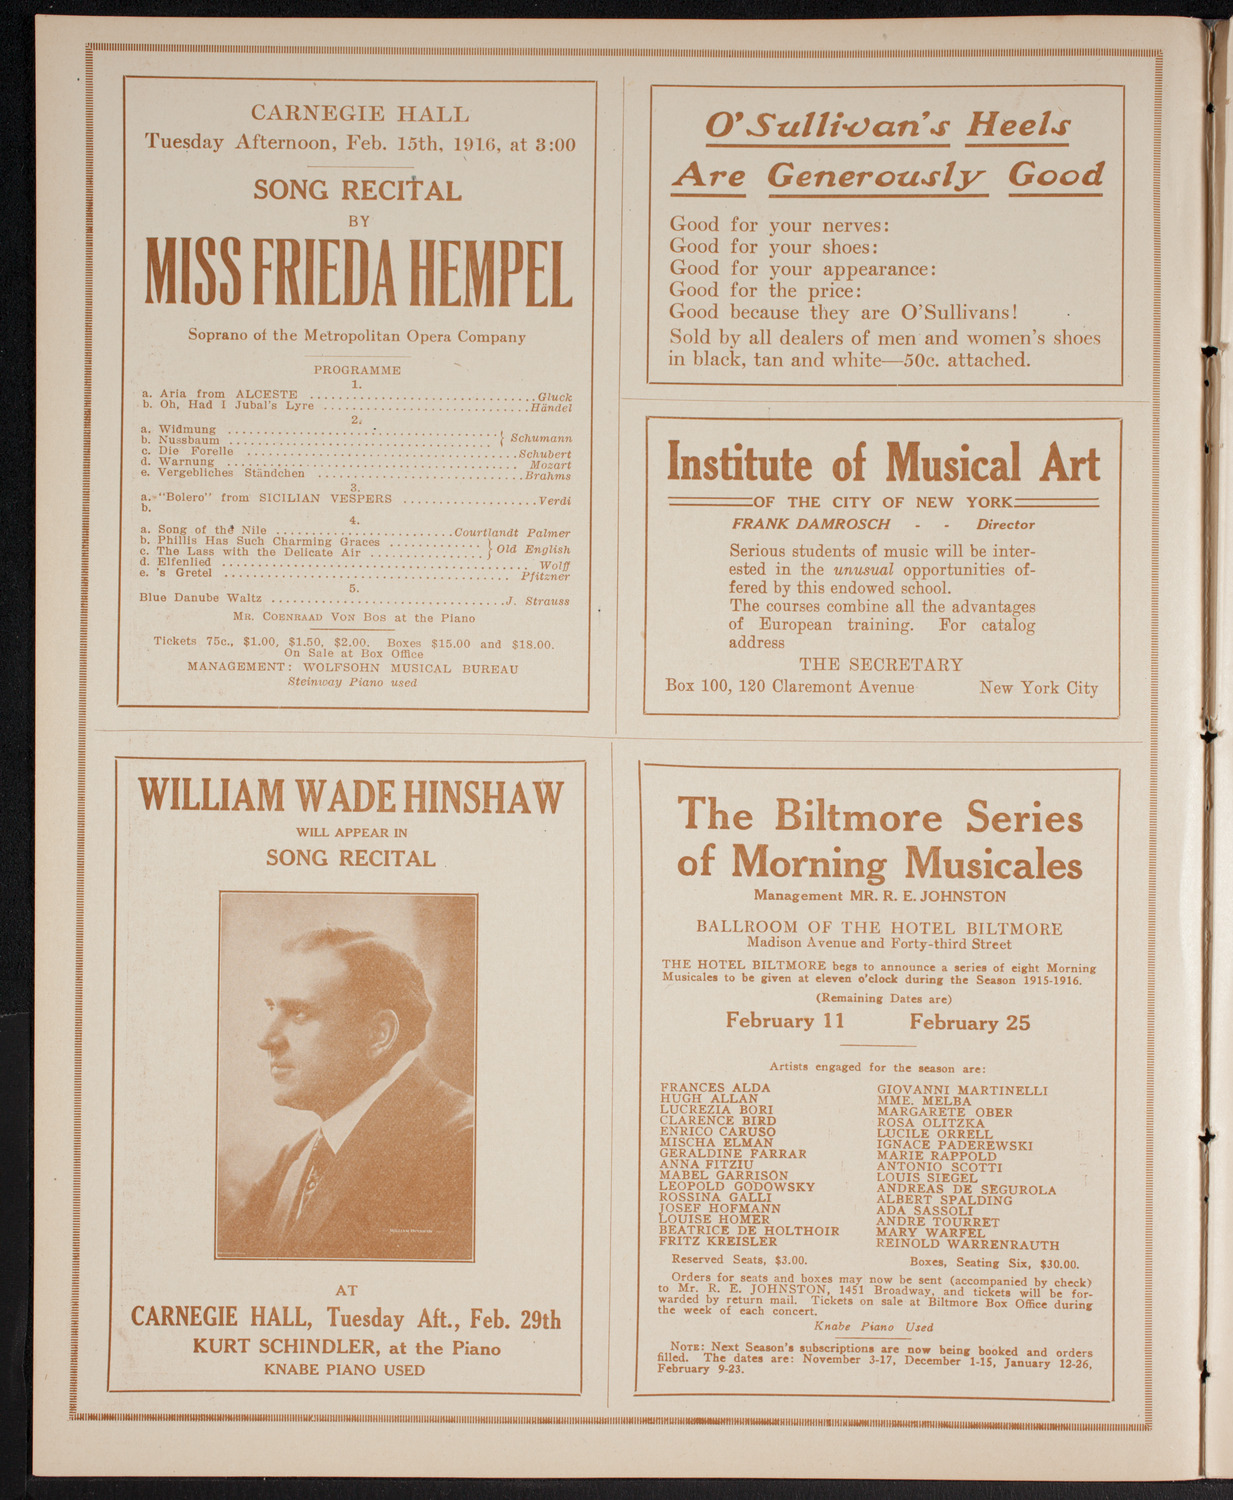 CARNEGIE HALL
Tuesday Afternoon, Feb. 15th, 1916, at 3:00
SONG RECITAL
BY
MISS FRIEDA HEMPEL
Soprano of the Metropolitan Opera Company
PROGRAMME
1.
a. Aria from ALCESTE ..............................Gluck
b. Oh, Had I Jubal's Lyre ..........................Händel
2.
a. Widmung ..................................
b. Nussbaum ................................. } Schumann
c. Die Forelle ...................................Schubert
d. Warnung ..................................... Mozart
e. Vergebliches Ständchen ..........................Brahms
3.
a. "Bolero" from SICILIAN VESPERS .................Verdi
b.
4.
a. Song of the Nile ......................Courtlandt Palmer
b. Phillis Has Such Charming Graces ............
c. The Lass with the Delicate Air ............... } Old English
d. Elfenlied ....................................... Wolff
e. 's Gretel ..................................... Pfitzner
5.
Blue Danube Waltz ..............................J. Strauss
MR. COENRAAD VON BOS at the Piano
Tickets 75c., $1.00, $1.50, $2.00. Boxes $15.00 and $18.00.
On Sale at Box Office
MANAGEMENT: WOLFSOHN MUSICAL BUREAU
Steinway Piano used
O'Sullivan's Heels
Are Generously Good
Good for your nerves:
Good for your shoes:
Good for your appearance:
Good for the price:
Good because they are O'Sullivans!
Sold by all dealers of men and women's shoes
in black, tan and white—50c. attached.
Institute of Musical Art
OF THE CITY OF NEW YORK
FRANK DAMROSCH - - Director
Serious students of music will be inter-
ested in the unusual opportunities of-
fered by this endowed school.
The courses combine all the advantages
of European training. For catalog
address
THE SECRETARY
Box 100, 120 Claremont Avenue New York City
WILLIAM WADE HINSHAW
WILL APPEAR IN
SONG RECITAL
AT
CARNEGIE HALL, Tuesday Aft., Feb. 29th
KURT SCHINDLER, at the Piano
KNABE PIANO USED
The Biltmore Series
of Morning Musicales
Management MR. R. E. JOHNSTON
BALLROOM OF THE HOTEL BILTMORE
Madison Avenue and Forty-third Street
THE HOTEL BILTMORE begs to announce a series of eight Morning
Musicales to be given at eleven o'clock during the Season 1915-1916.
(Remaining Dates are)
February 11 February 25
Artists engaged for the season are:
FRANCES ALDA
HUGH ALLAN
LUCREZIA BORI
CLARENCE BIRD
ENRICO CARUSO
MISCHA ELMAN
GERALDINE FARRAR
ANNA FITZIU
MABEL GARRISON
LEOPOLD GODOWSKY
ROSSINA GALLI
JOSEF HOFMANN
LOUISE HOMER
BEATRICE DE HOLTHOIR
FRITZ KREISLER
GIOVANNI MARTINELLI
MME. MELBA
MARGARETE OBER
ROSA OLITZKA
LUCILE ORRELL
IGNACE PADEREWSKI
MARIE RAPPOLD
ANTONIO SCOTTI
LOUIS SIEGEL
ANDREAS DE SEGUROLA
ALBERT SPALDING
ADA SASSOLI
ANDRE TOURRET
MARY WARFEL
REINOLD WARRENRAUTH
Reserved Seats, $3.00. Boxes, Seating Six, $30.00.
Orders for seats and boxes may now be sent (accompanied by check)
to Mr. R. E. JOHNSTON, 1451 Broadway, and tickets will be for-
warded by return mail. Tickets on sale at Biltmore Box Office during
the week of each concert.
Knabe Piano Used
NOTE: Next Season's subscriptions are now being booked and orders
filled. The dates are: November 3-17, December 1-15, January 12-26,
February 9-23.